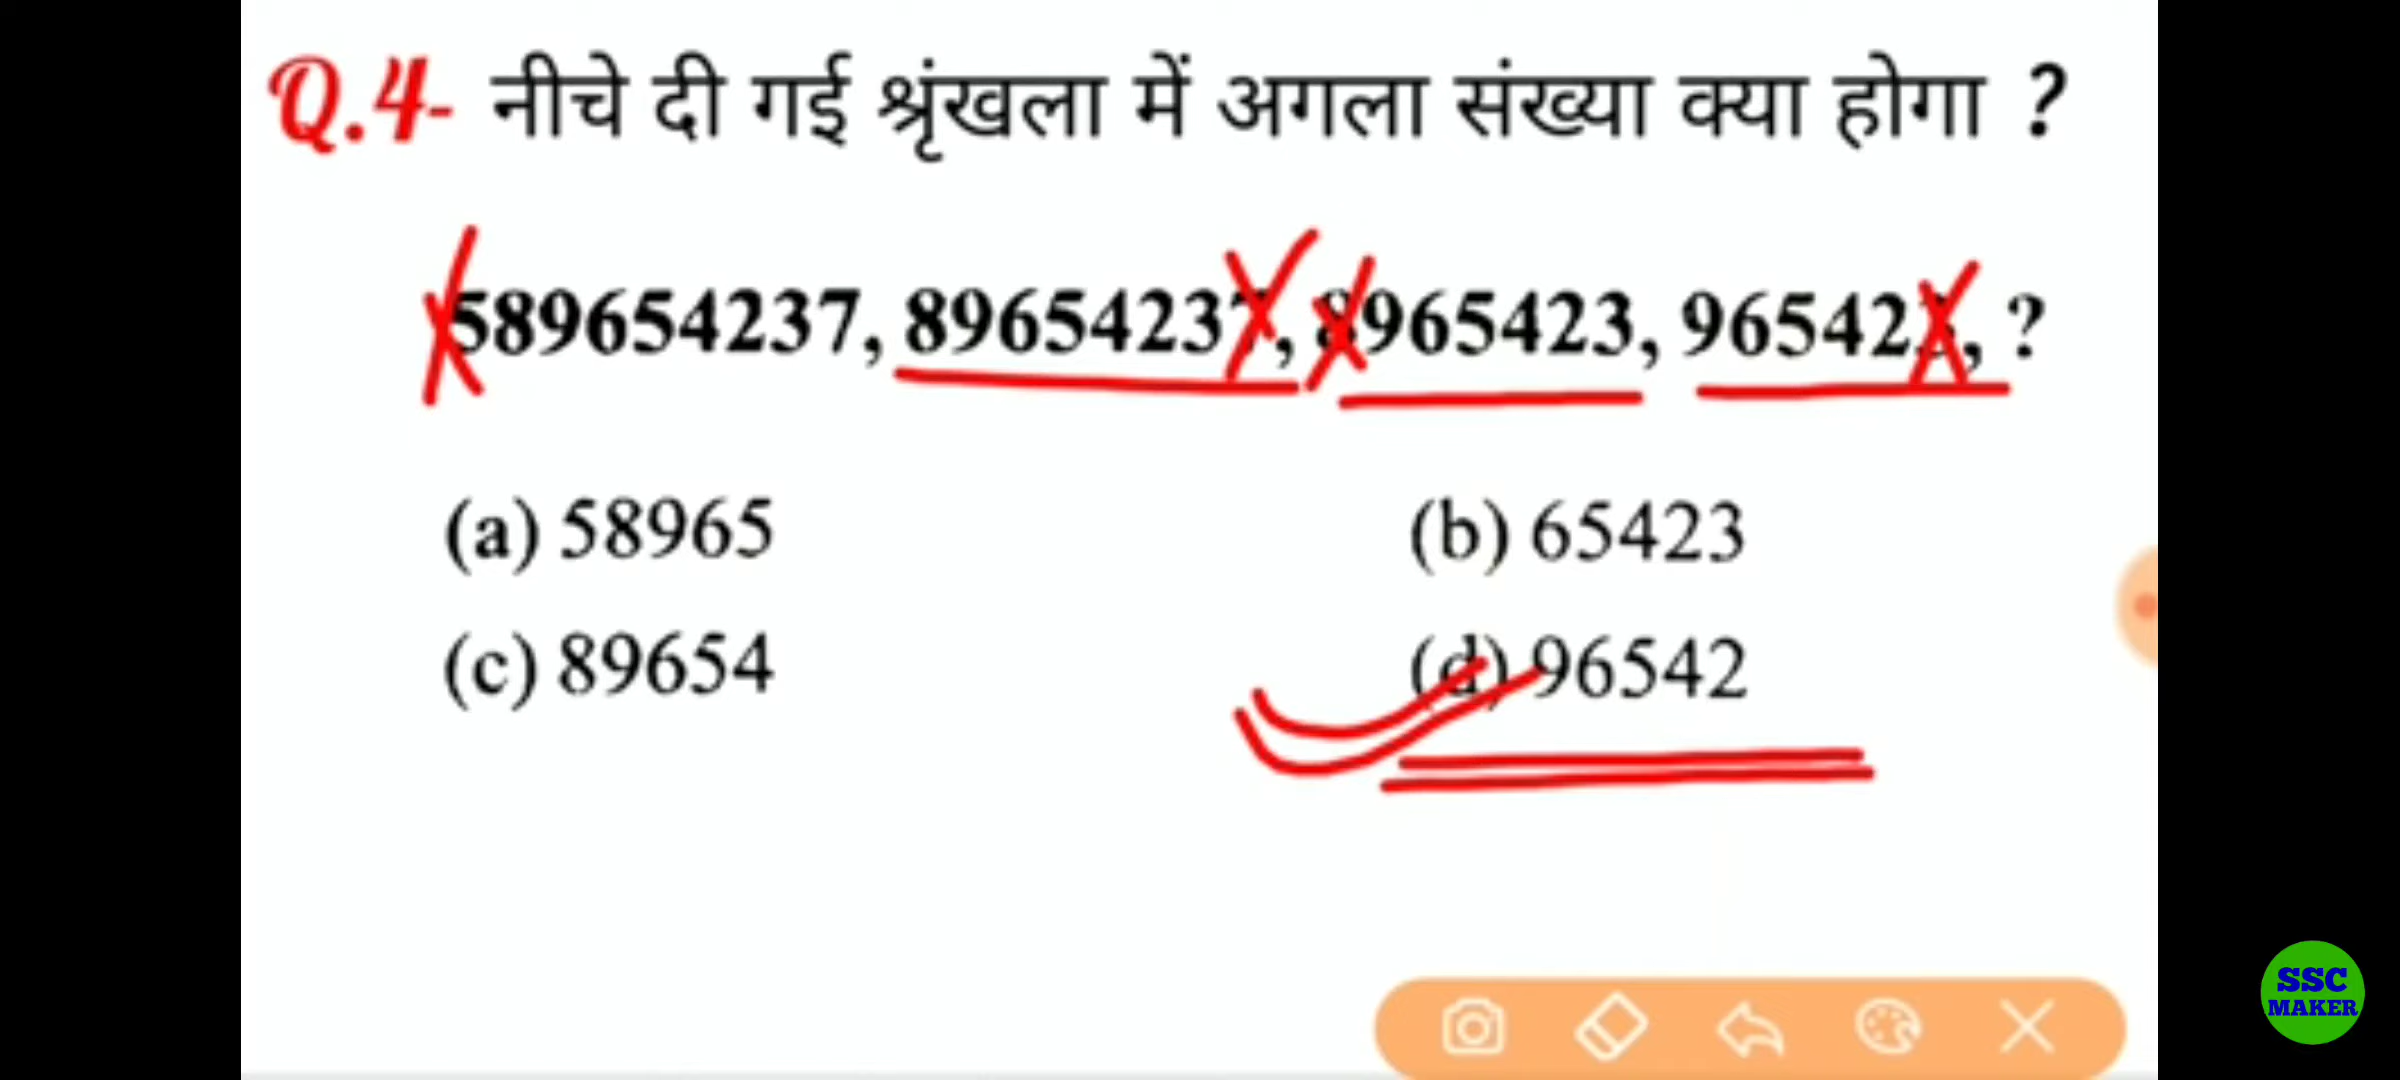 Q.4- नीचे दी गई श्रृंखला में अगला संख्या क्या होगा ?
589654237, 89654237, 8965423, 965423, ?
(a) 58965 (b) 65423
(c) 89654 (d) 96542
SSC
MAKER